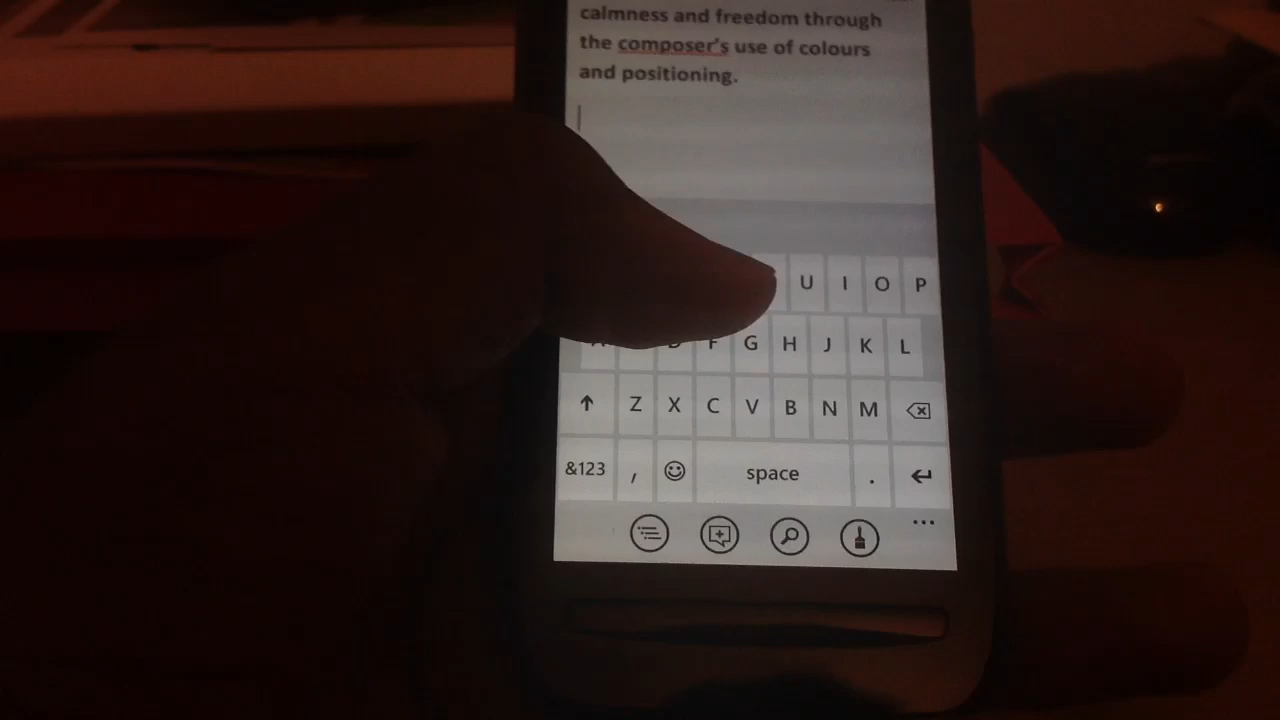 calmness and freedom through
the composer's use of colours
and positioning.
U I O P
G H J K L
Z X C V B N M
&123 , space .